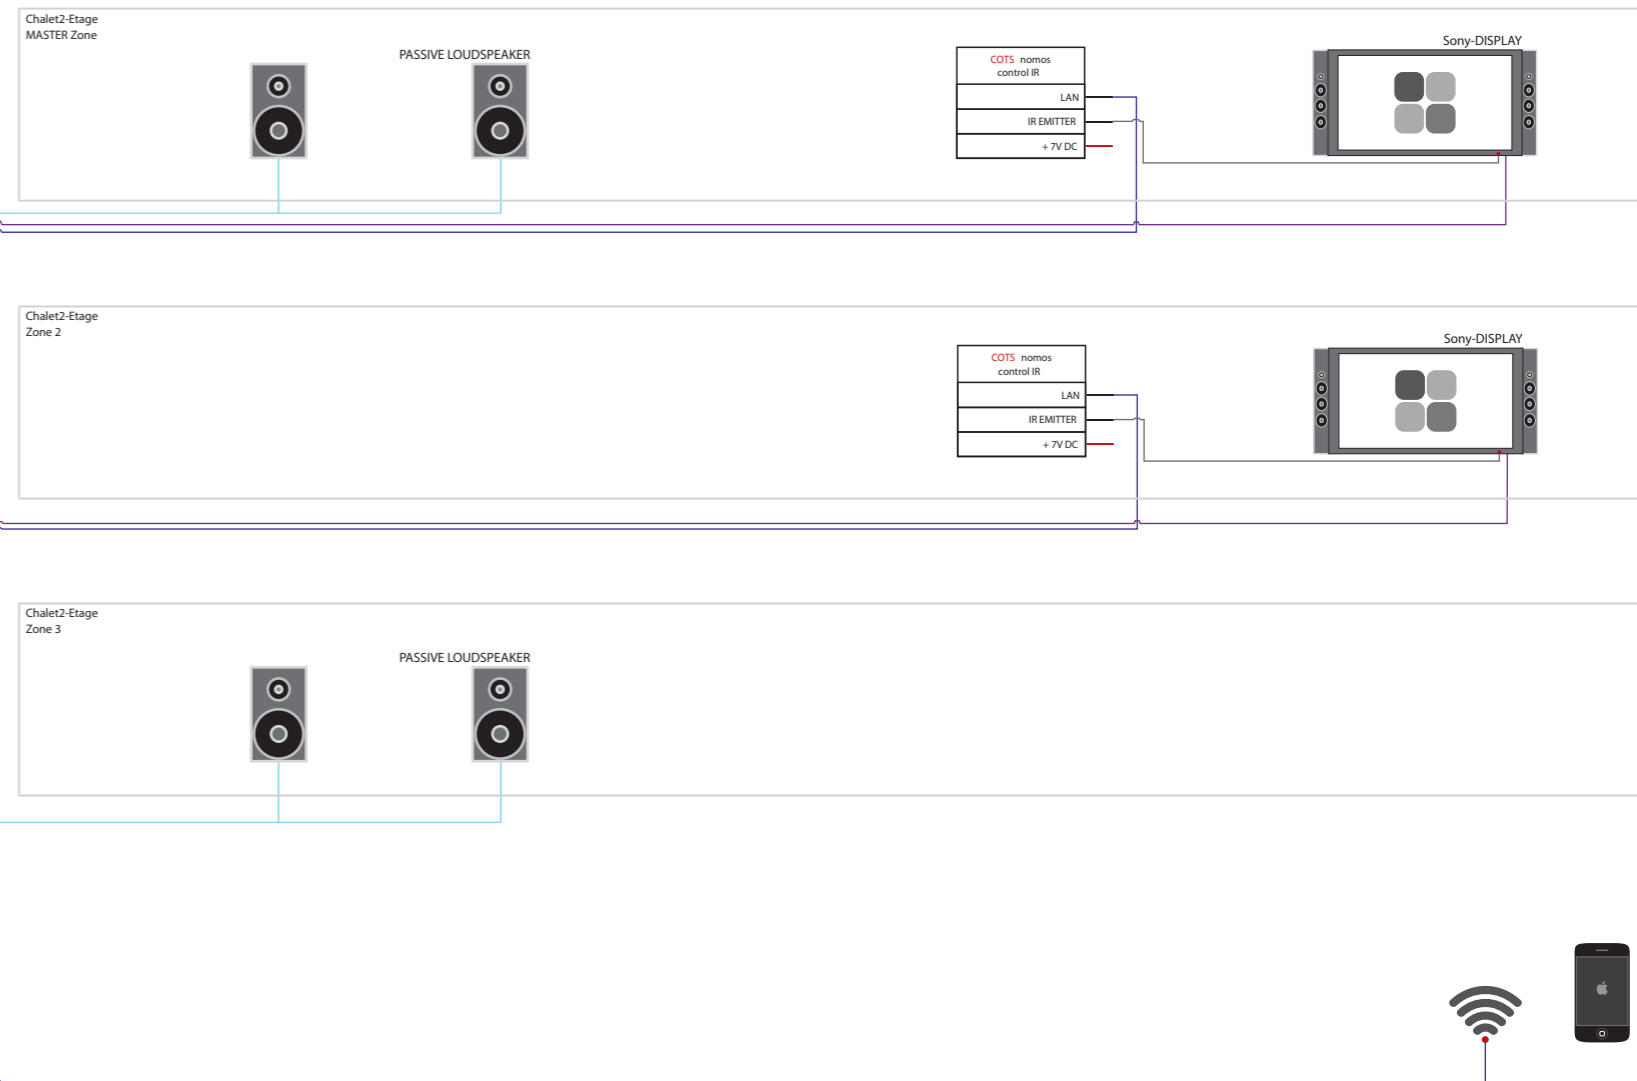 Chalet2-Etage
MASTER Zone
PASSIVE LOUDSPEAKER
COTS nomos
control IR
LAN
IR EMITTER
+ 7V DC
Sony-DISPLAY
Chalet2-Etage
Zone 2
COTS nomos
control IR
LAN
IR EMITTER
+ 7V DC
Sony-DISPLAY
Chalet2-Etage
Zone 3
PASSIVE LOUDSPEAKER